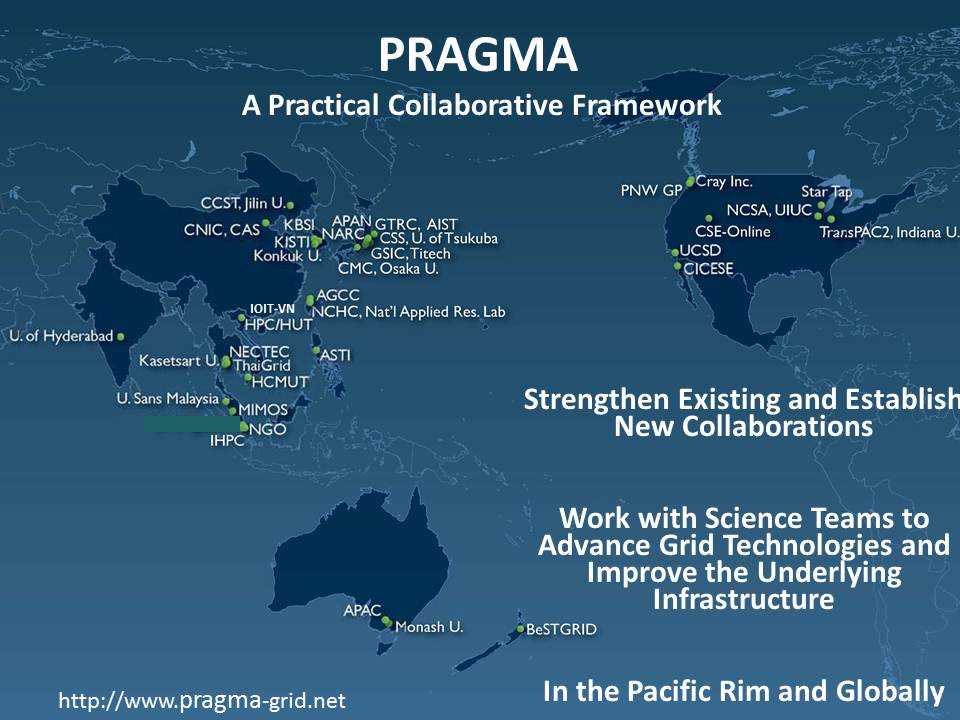 PRAGMA
A Practical Collaborative Framework
PNW GP
Cray Inc.
Star Tap
NCSA, UIUC
CSE-Online
TransPAC2, Indiana U.
UCSD
CICESE
CCST, Jilin U.
CNIC, CAS
KBSI
KISTI
Konkuk U.
APAN
NARC
GTRC, AIST
CSS, U. of Tsukuba
GSIC, Titech
CMC, Osaka U.
AGCC
NCHC, Nat'l Applied Res. Lab
IOIT-VN
HPC/HUT
U. of Hyderabad
Kasetsart U.
NECTEC
ThaiGrid
HCMUT
ASTI
U. Sans Malaysia
MIMOS
NGO
IHPC
Strengthen Existing and Establish
New Collaborations
Work with Science Teams to
Advance Grid Technologies and
Improve the Underlying
Infrastructure
APAC
Monash U.
BeSTGRID
In the Pacific Rim and Globally
http://www.pragma-grid.net